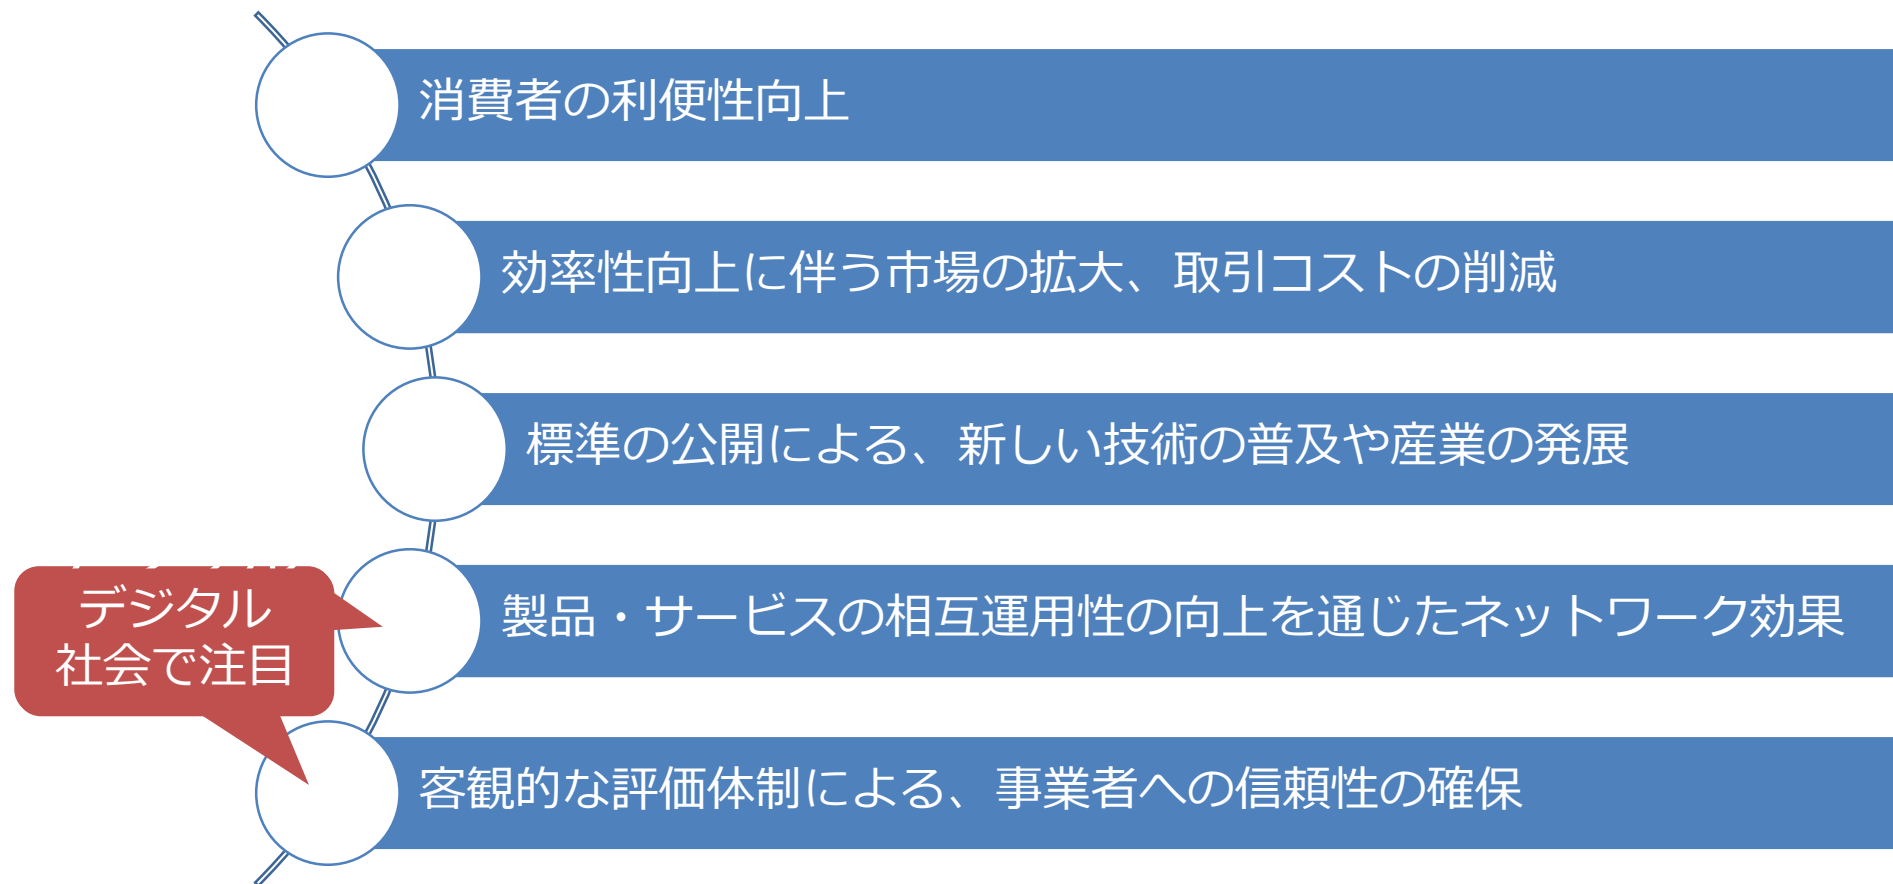 消費者の利便性向上
効率性向上に伴う市場の拡大、取引コストの削減
標準の公開による、新しい技術の普及や産業の発展
製品・サービスの相互運用性の向上を通じたネットワーク効果
デジタル
社会で注目
客観的な評価体制による、事業者への信頼性の確保